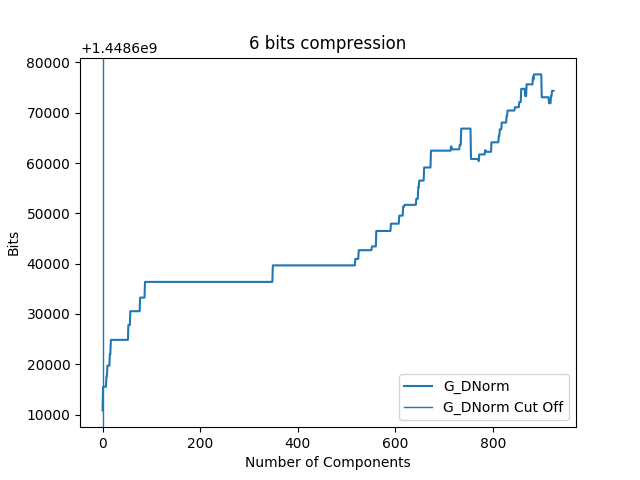 6 bits compression
+1.4486e9
80000
70000
60000
50000
40000
30000
20000
10000
Bits
0 200 400 600 800
Number of Components
G_DNorm
G_DNorm Cut Off